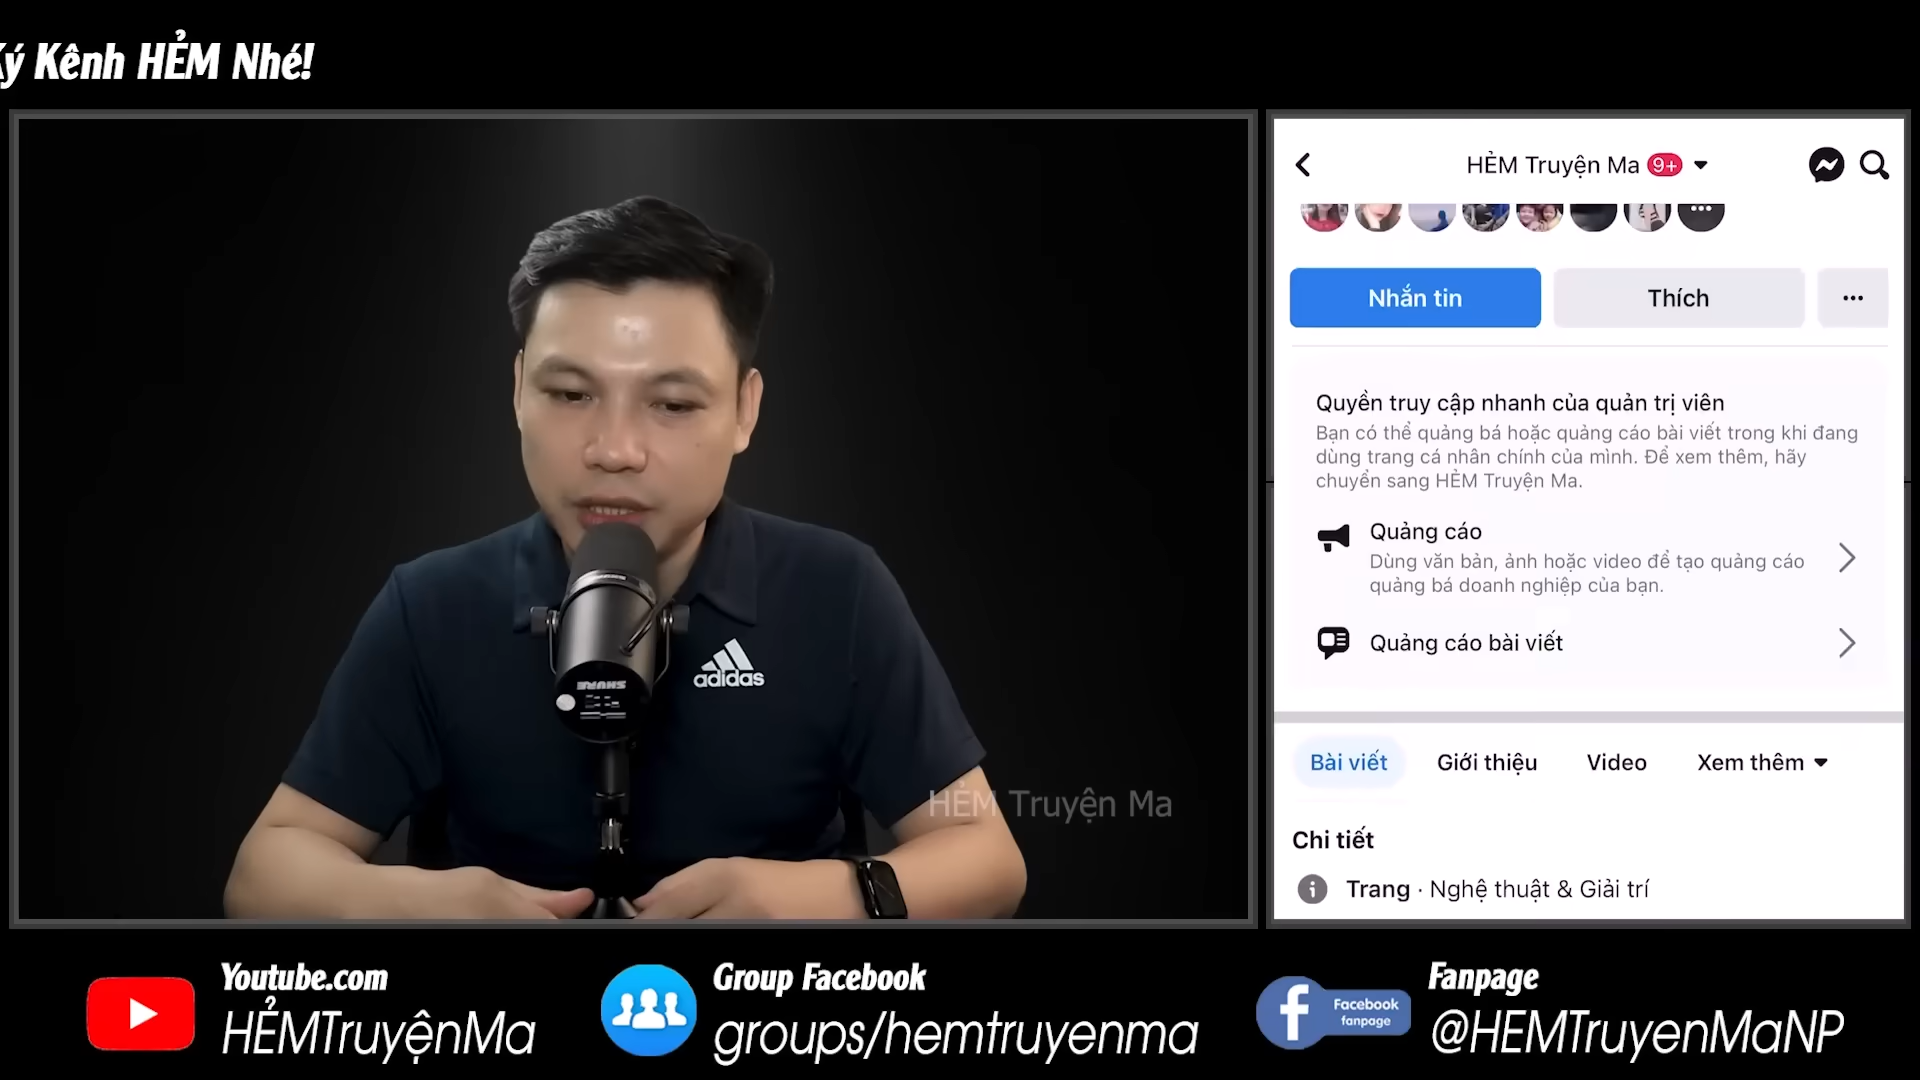 Ký Kênh HẺM Nhé!
HẺM Truyện Ma 9+
Nhắn tin
Thích
Quyền truy cập nhanh của quản trị viên
Bạn có thể quảng bá hoặc quảng cáo bài viết trong khi đang
dùng trang cá nhân chính của mình. Để xem thêm, hãy
chuyển sang HẺM Truyện Ma.
Quảng cáo
Dùng văn bản, ảnh hoặc video để tạo quảng cáo
quảng bá doanh nghiệp của bạn.
Quảng cáo bài viết
Bài viết
Giới thiệu
Video
Xem thêm
Chi tiết
Trang · Nghệ thuật & Giải trí
SHURE
adidas
HẺM Truyện Ma
Youtube.com
HẺMTruyệnMa
Group Facebook
groups/hemtruyenma
Facebook
fanpage
Fanpage
@HEMTruyenMaNP